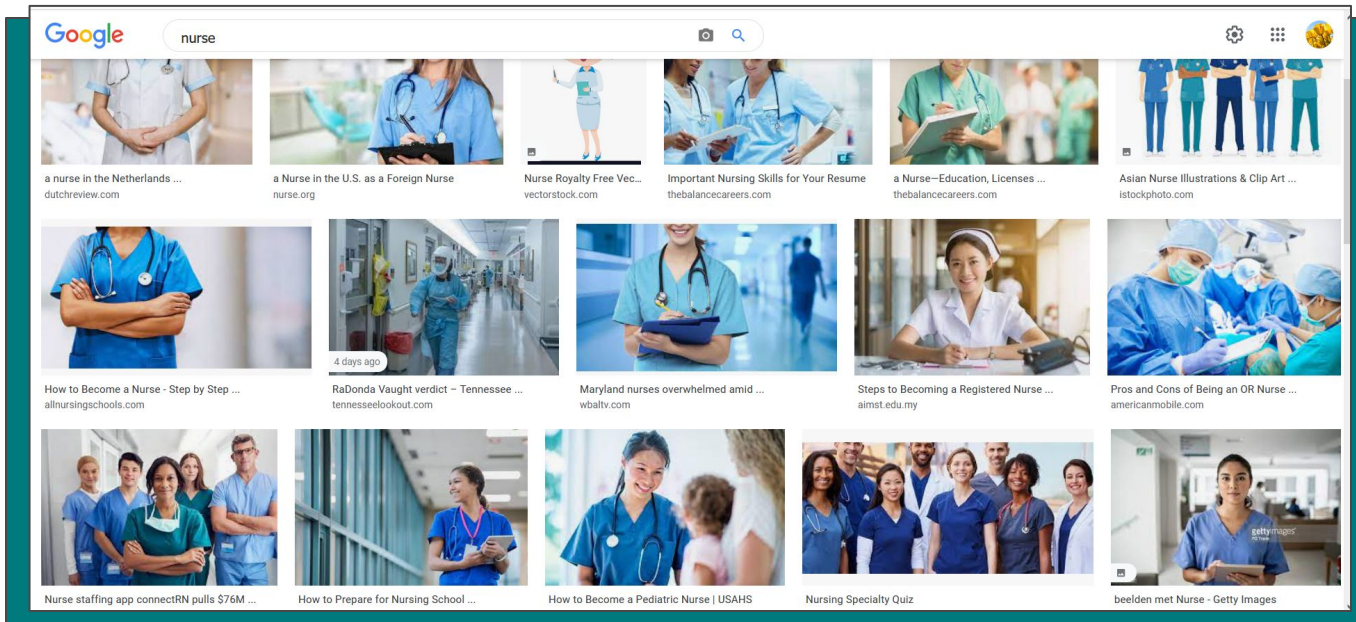 Google
nurse
a nurse in the Netherlands ...
dutchreview.com
a Nurse in the U.S. as a Foreign Nurse
nurse.org
Nurse Royalty Free Vec...
vectorstock.com
Important Nursing Skills for Your Resume
thebalancecareers.com
a Nurse—Education, Licenses ...
thebalancecareers.com
Asian Nurse Illustrations & Clip Art ...
istockphoto.com
4 days ago
How to Become a Nurse - Step by Step ...
allnursingschools.com
RaDonda Vaught verdict – Tennessee ...
tennesseelookout.com
Maryland nurses overwhelmed amid ...
wbaltv.com
Steps to Becoming a Registered Nurse ...
aimst.edu.my
Pros and Cons of Being an OR Nurse ...
americanmobile.com
gettyimages
Nurse staffing app connectRN pulls $76M ...
How to Prepare for Nursing School ...
How to Become a Pediatric Nurse | USAHS
Nursing Specialty Quiz
beelden met Nurse - Getty Images